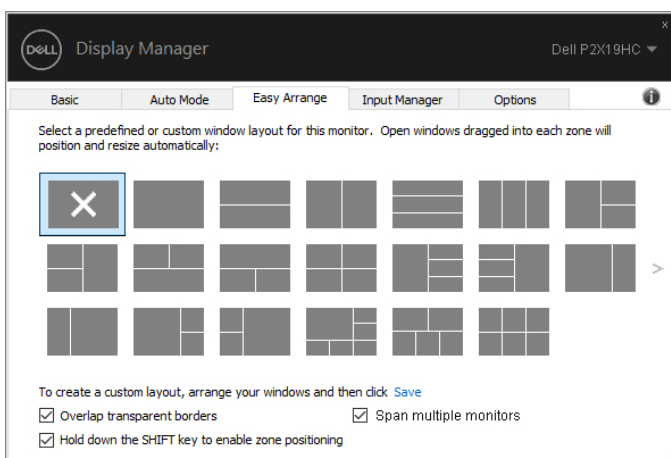 x
DELL Display Manager Dell P2X19HC
Basic Auto Mode Easy Arrange Input Manager Options i
Select a predefined or custom window layout for this monitor. Open windows dragged into each zone will
position and resize automatically:
To create a custom layout, arrange your windows and then click Save
Overlap transparent borders Span multiple monitors
Hold down the SHIFT key to enable zone positioning